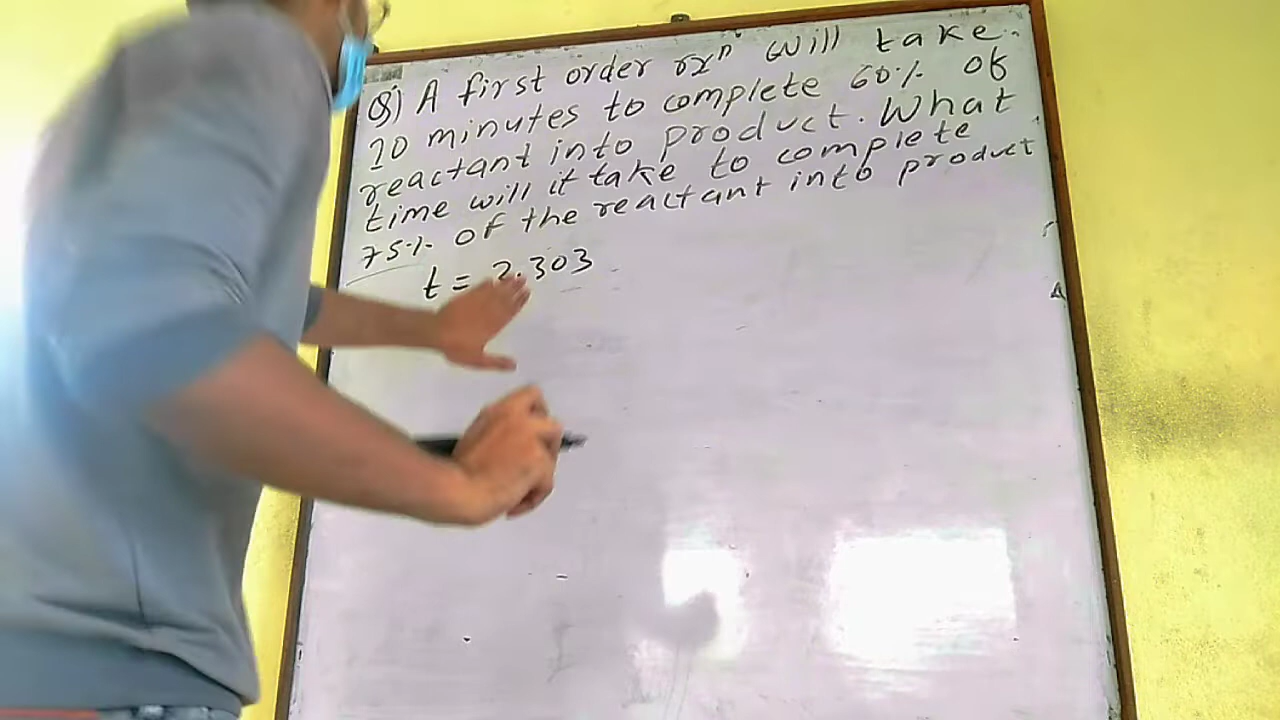 Q) A first order rxⁿ will take
20 minutes to complete 60% of
reactant into product. What
time will it take to complete
75% of the reactant into product
t = 2.303